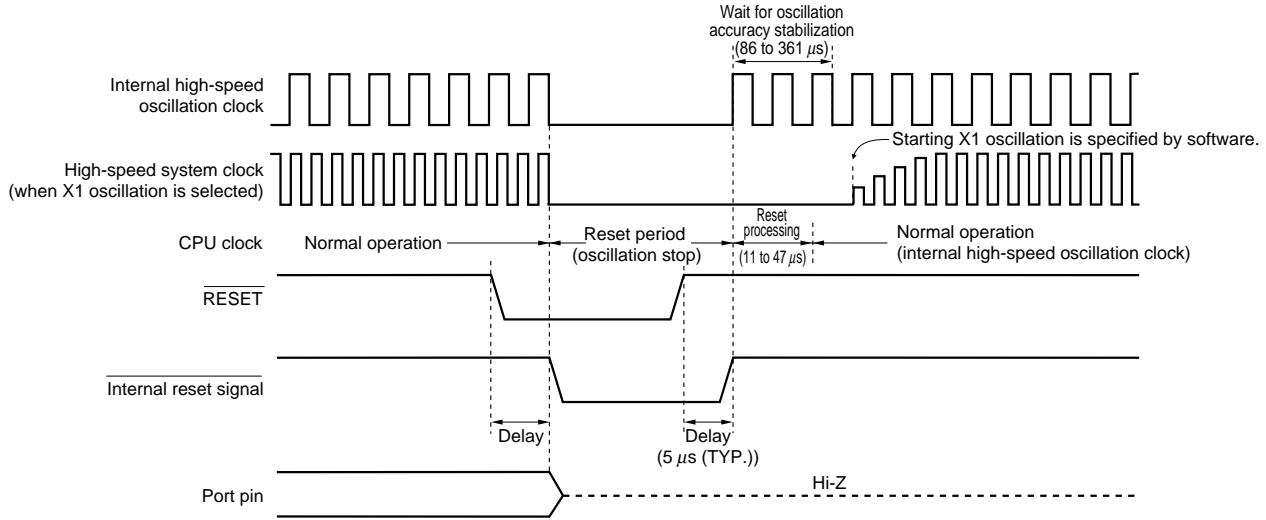 Wait for oscillation
accuracy stabilization
(86 to 361 μs)
Internal high-speed
oscillation clock
Starting X1 oscillation is specified by software.
High-speed system clock
(when X1 oscillation is selected)
CPU clock
Normal operation
Reset period
(oscillation stop)
Reset
processing
(11 to 47 μs)
Normal operation
(internal high-speed oscillation clock)
RESET
Internal reset signal
Delay
Delay
(5 μs (TYP.))
Port pin
Hi-Z